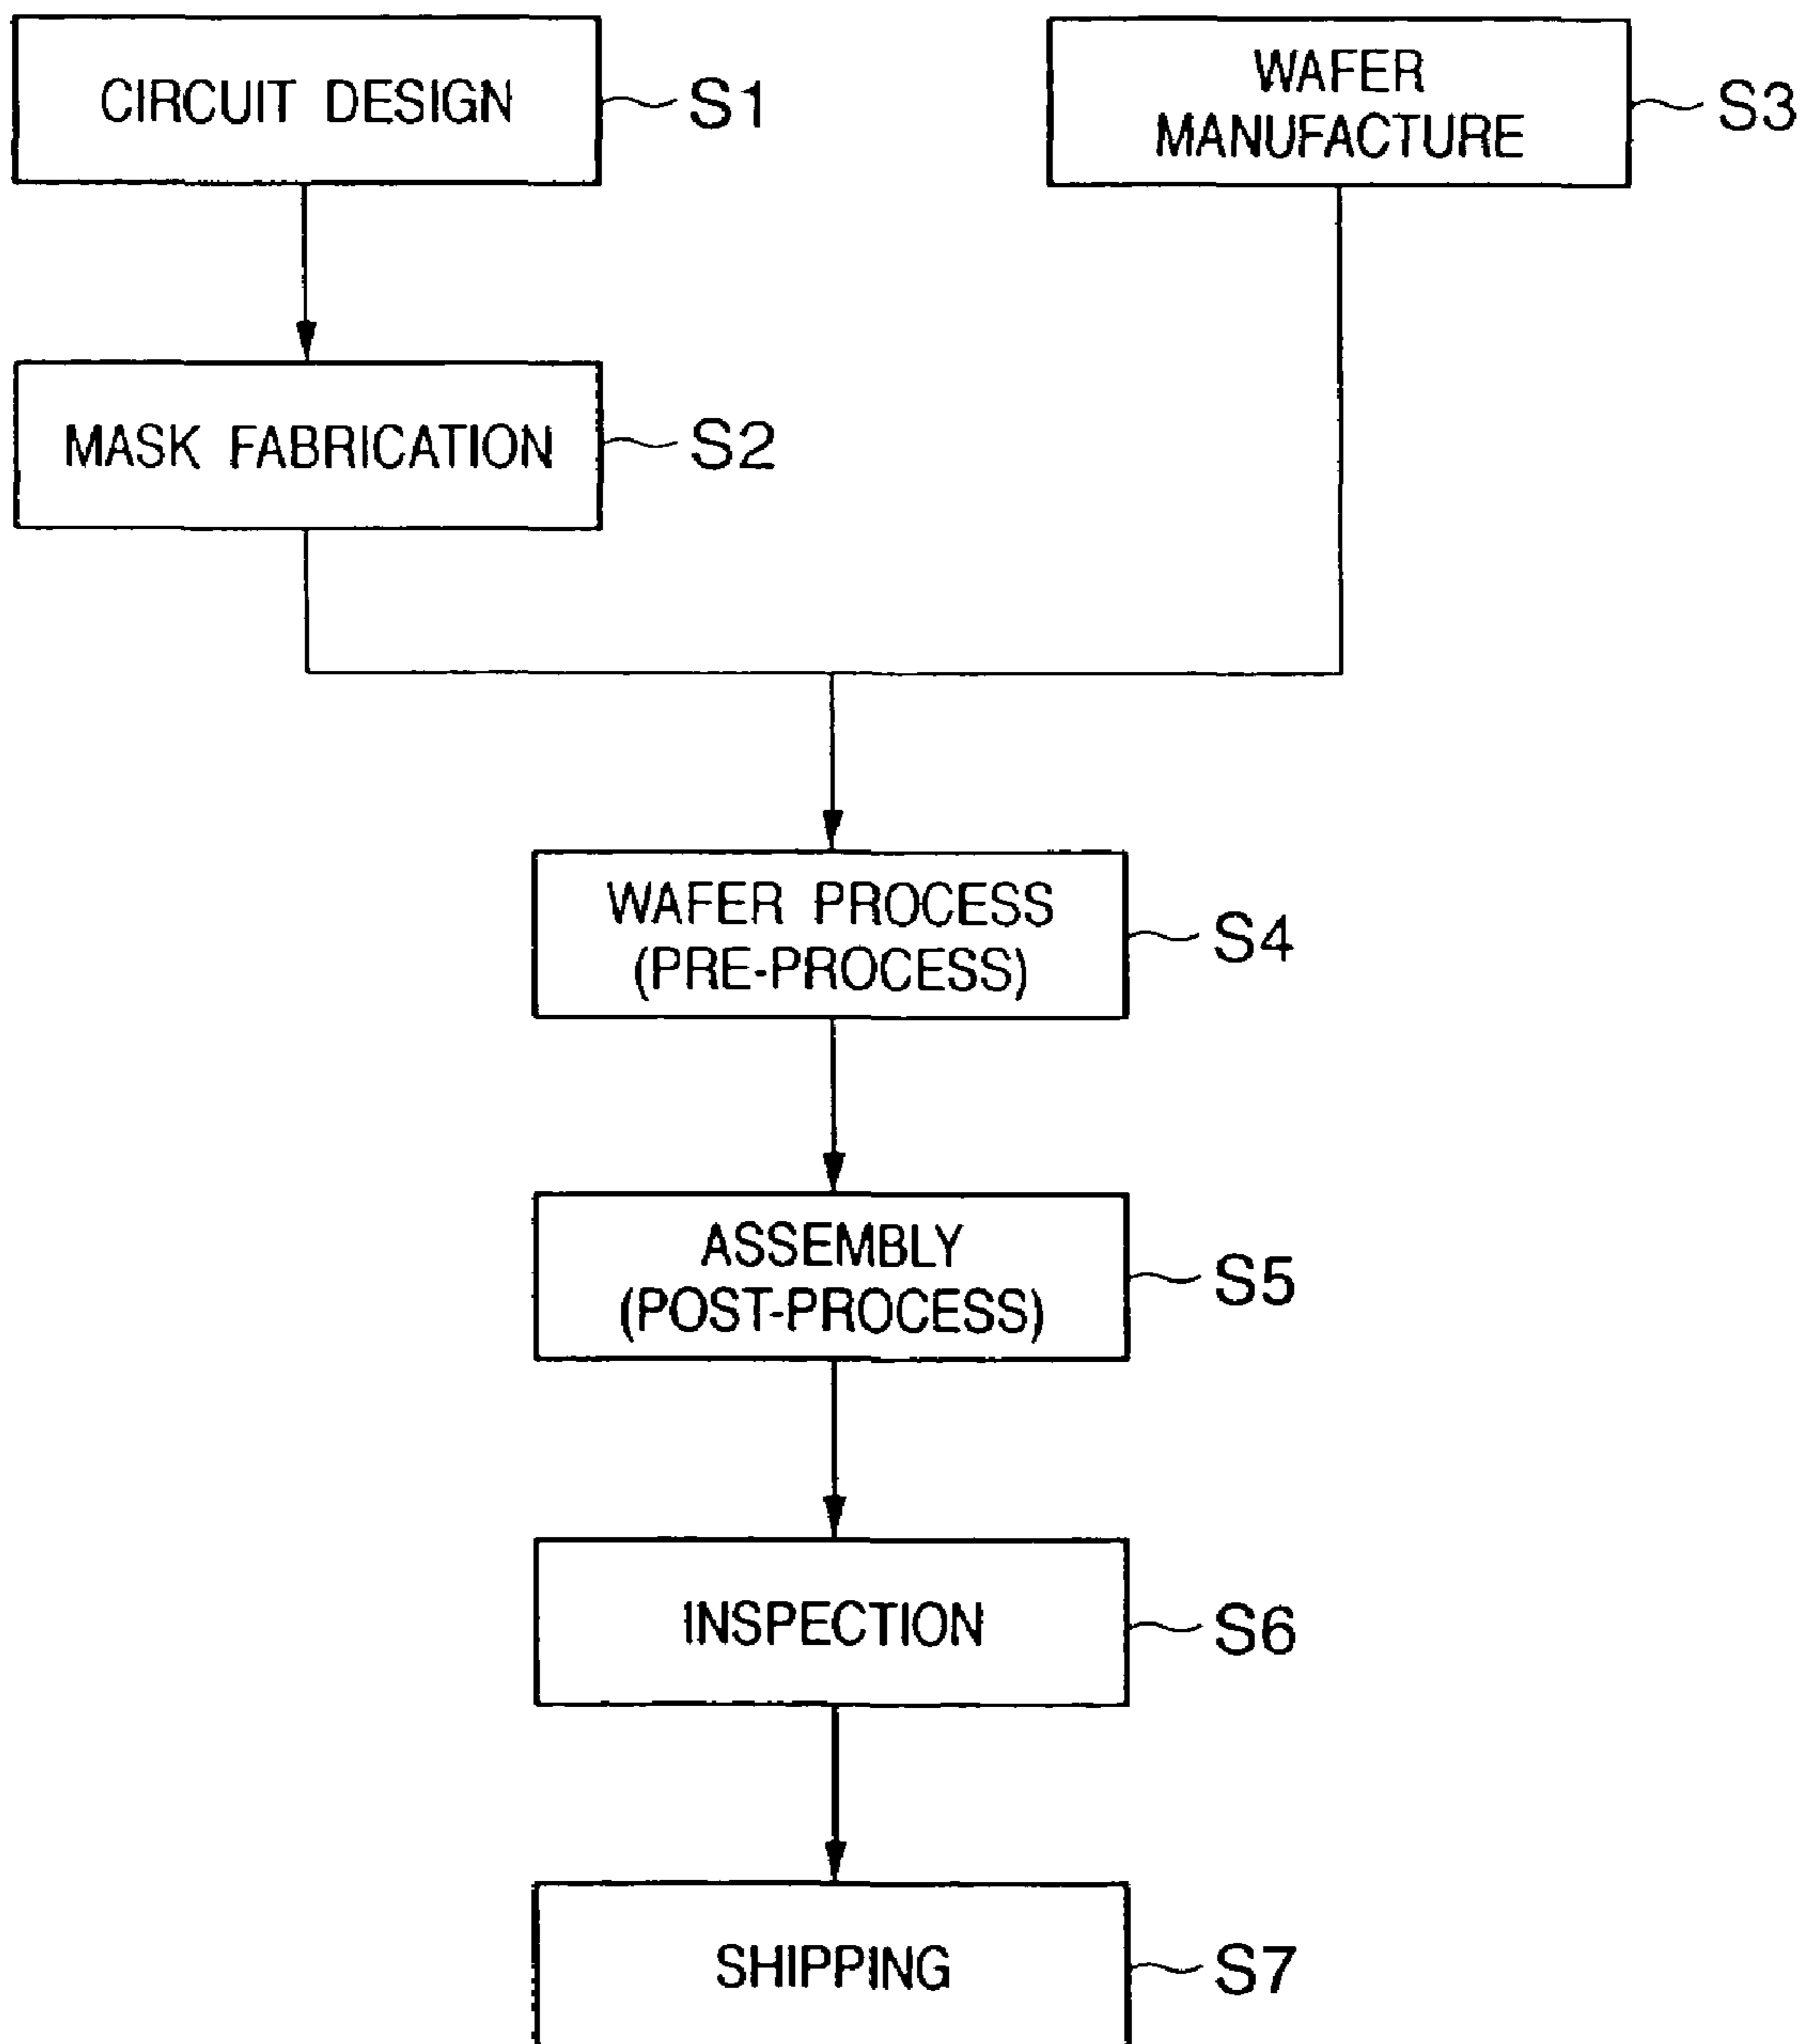 CIRCUIT DESIGN
S1
WAFER
MANUFACTURE
S3
MASK FABRICATION
S2
WAFER PROCESS
(PRE-PROCESS)
S4
ASSEMBLY
(POST-PROCESS)
S5
INSPECTION
S6
SHIPPING
S7